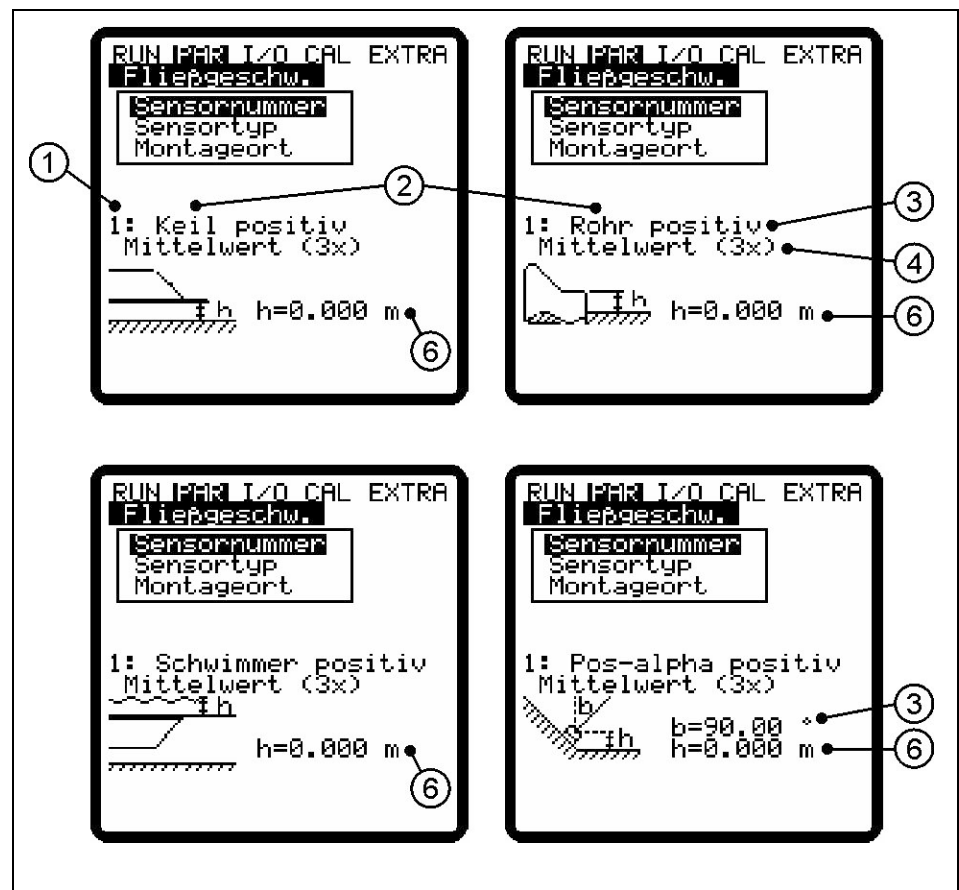 RUN PAR I/O CAL EXTRA
Fließgeschw.
Sensornummer
Sensortyp
Montageort
1
2
1: Keil positiv
Mittelwert (3x)
h
h=0.000 m
6
RUN PAR I/O CAL EXTRA
Fließgeschw.
Sensornummer
Sensortyp
Montageort
3
1: Rohr positiv
Mittelwert (3x)
4
h
h=0.000 m
6
RUN PAR I/O CAL EXTRA
Fließgeschw.
Sensornummer
Sensortyp
Montageort
1: Schwimmer positiv
Mittelwert (3x)
h
h=0.000 m
6
RUN PAR I/O CAL EXTRA
Fließgeschw.
Sensornummer
Sensortyp
Montageort
1: Pos-alpha positiv
Mittelwert (3x)
b
h
b=90.00 °
3
h=0.000 m
6